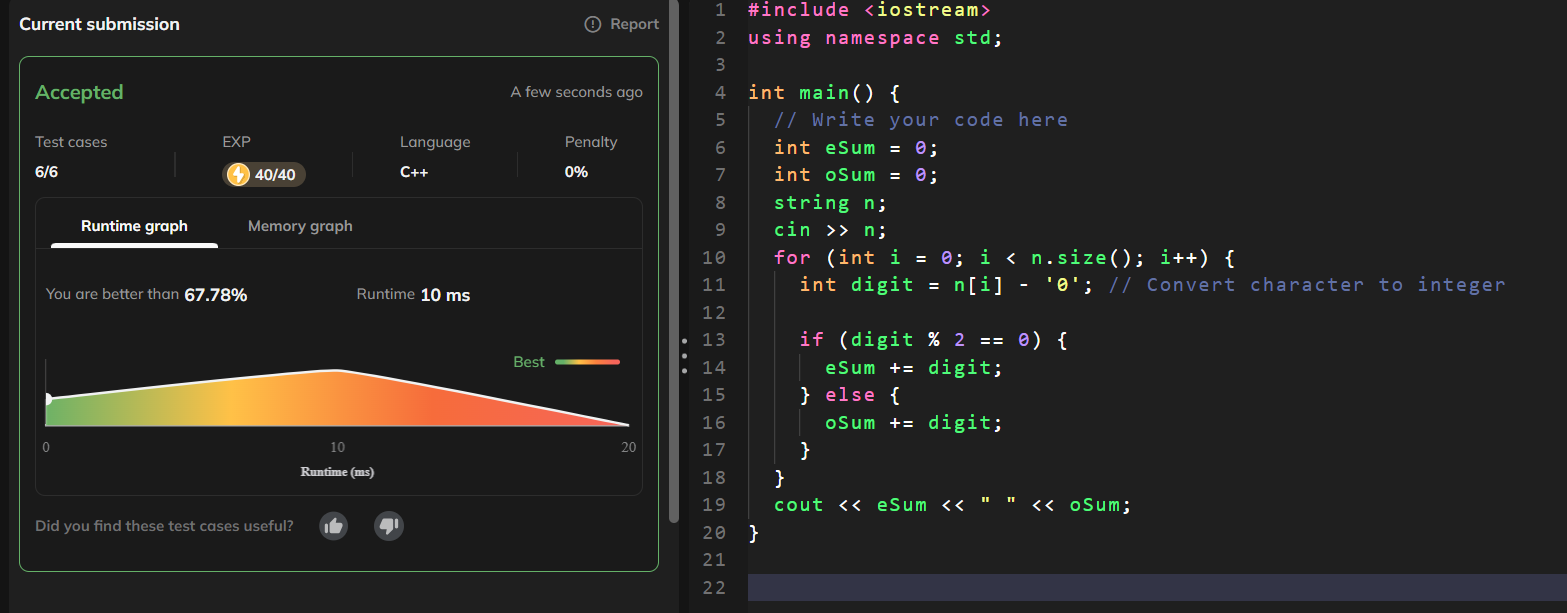 Current submission
Report
Accepted
A few seconds ago
Test cases
EXP
Language
Penalty
6/6
40/40
C++
0%
Runtime graph
Memory graph
You are better than 67.78%
Runtime 10 ms
Best
0
10
20
Runtime (ms)
Did you find these test cases useful?
1 #include <iostream>
2 using namespace std;
3
4 int main() {
5   // Write your code here
6   int eSum = 0;
7   int oSum = 0;
8   string n;
9   cin >> n;
10   for (int i = 0; i < n.size(); i++) {
11     int digit = n[i] - '0'; // Convert character to integer
12
13     if (digit % 2 == 0) {
14       eSum += digit;
15     } else {
16       oSum += digit;
17     }
18   }
19   cout << eSum << " " << oSum;
20 }
21
22